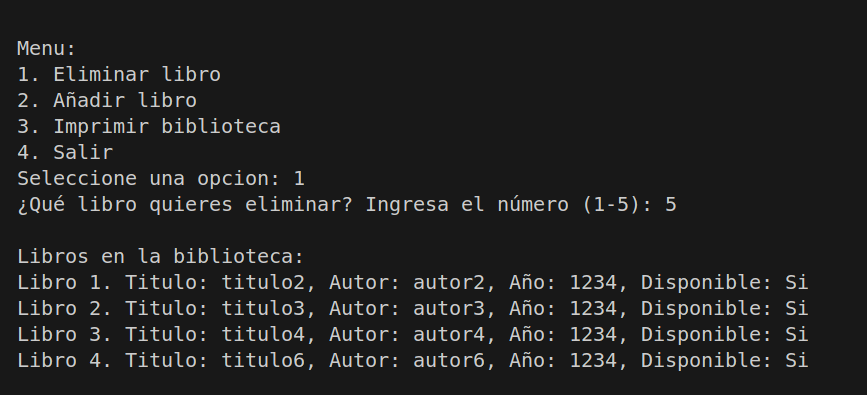 Menu:
1. Eliminar libro
2. Añadir libro
3. Imprimir biblioteca
4. Salir
Seleccione una opcion: 1
¿Qué libro quieres eliminar? Ingresa el número (1-5): 5
Libros en la biblioteca:
Libro 1. Titulo: titulo2, Autor: autor2, Año: 1234, Disponible: Si
Libro 2. Titulo: titulo3, Autor: autor3, Año: 1234, Disponible: Si
Libro 3. Titulo: titulo4, Autor: autor4, Año: 1234, Disponible: Si
Libro 4. Titulo: titulo6, Autor: autor6, Año: 1234, Disponible: Si